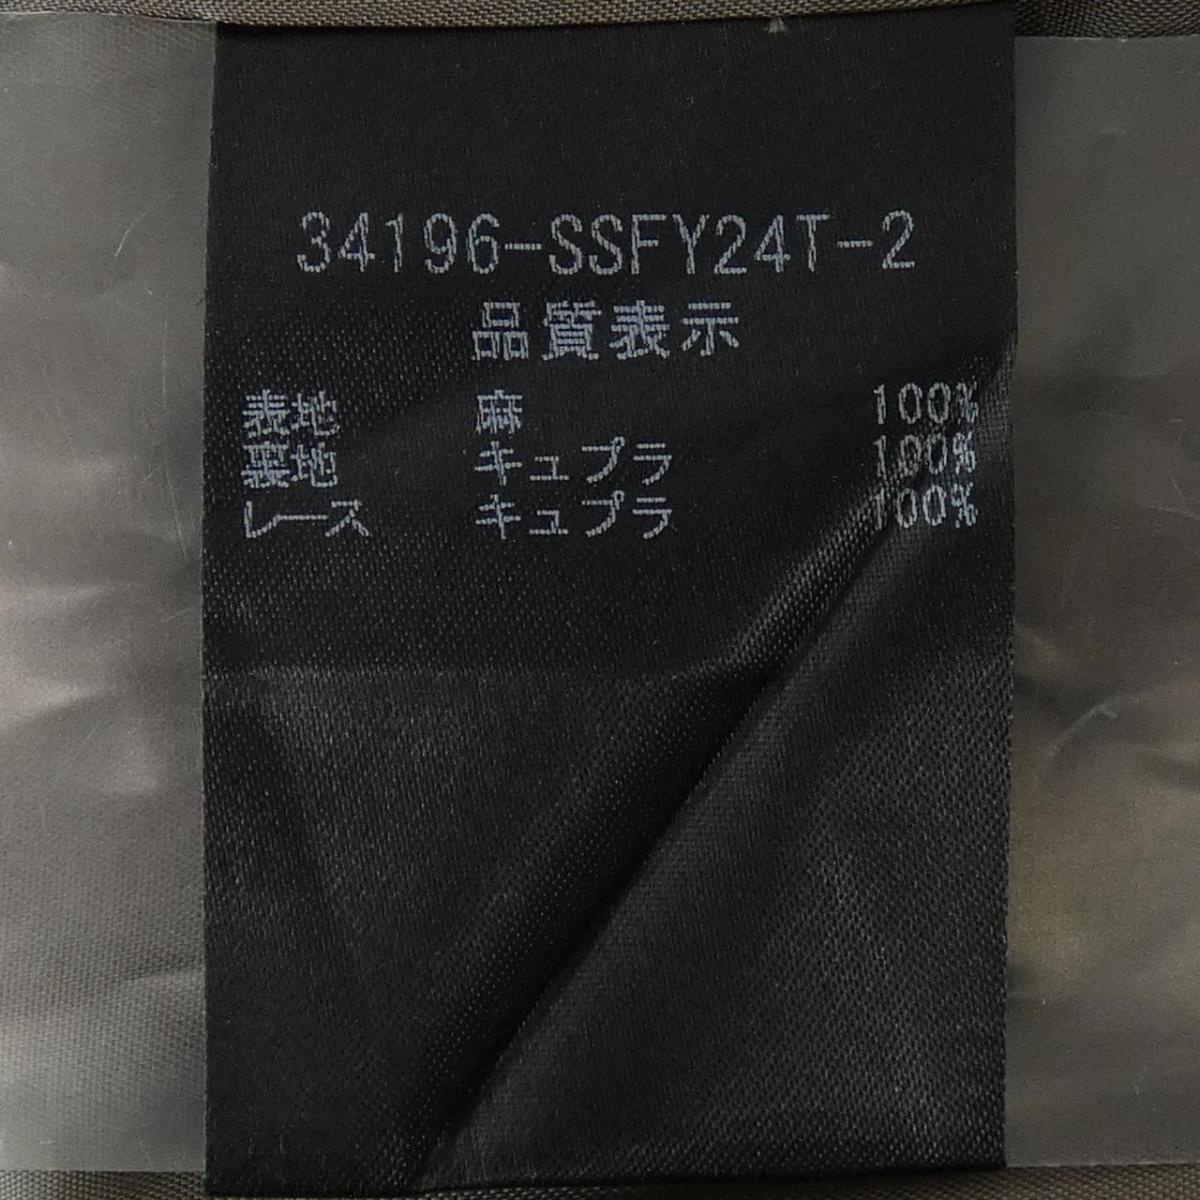 34196-SSFY24T-2
品質表示
表地 麻 100%
裏地 キュプラ 100%
レース キュプラ 100%